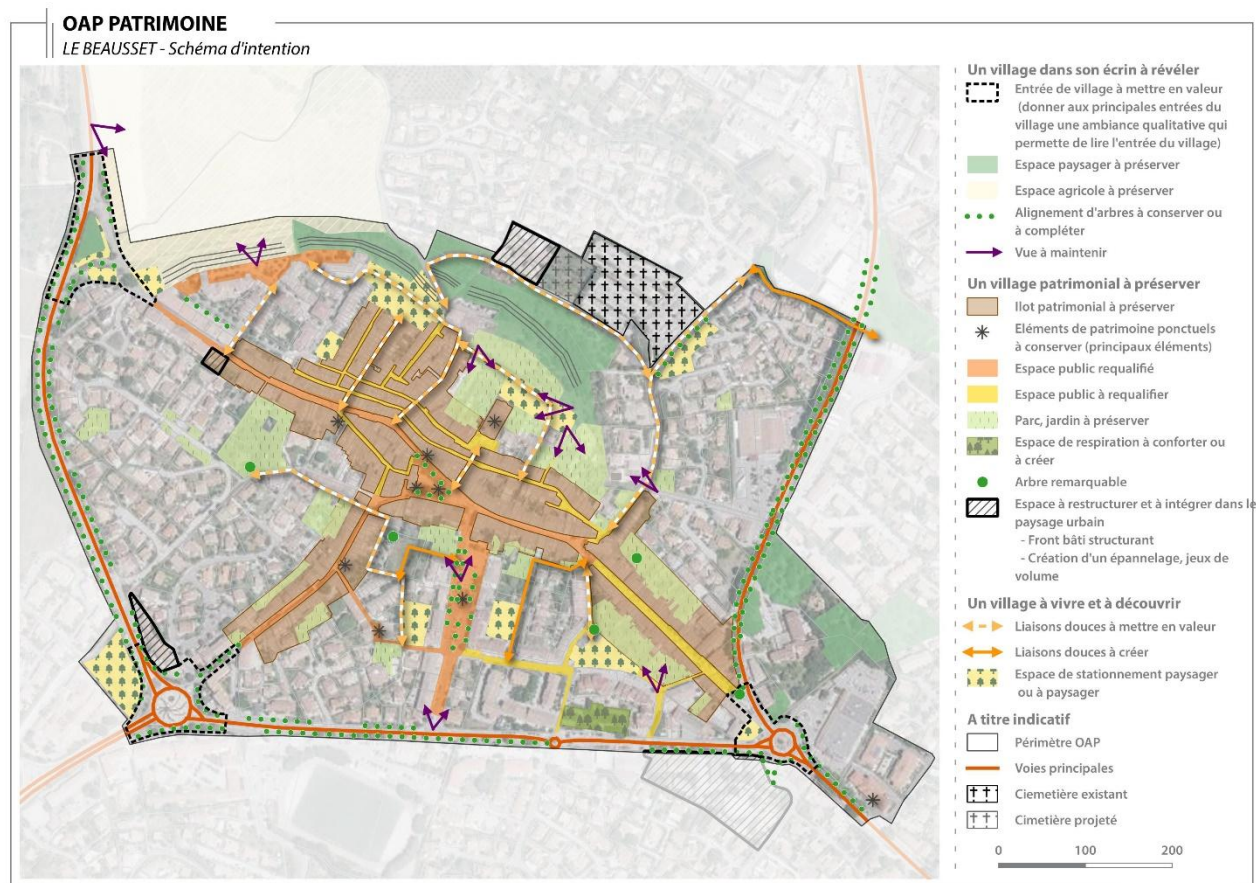 OAP PATRIMOINE
LE BEAUSSET - Schéma d'intention
Un village dans son écrin à révéler
Entrée de village à mettre en valeur
(donner aux principales entrées du
village une ambiance qualitative qui
permette de lire l'entrée du village)
Espace paysager à préserver
Espace agricole à préserver
Alignement d'arbres à conserver ou
à compléter
Vue à maintenir
Un village patrimonial à préserver
Ilot patrimonial à préserver
Eléments de patrimoine ponctuels
à conserver (principaux éléments)
Espace public requalifié
Espace public à requalifier
Parc, jardin à préserver
Espace de respiration à conforter ou
à créer
Arbre remarquable
Espace à restructurer et à intégrer dans le
paysage urbain
- Front bâti structurant
- Création d'un épannelage, jeux de
volume
Un village à vivre et à découvrir
Liaisons douces à mettre en valeur
Liaisons douces à créer
Espace de stationnement paysager
ou à paysager
A titre indicatif
Périmètre OAP
Voies principales
Ciemetière existant
Cimetière projeté
0 100 200